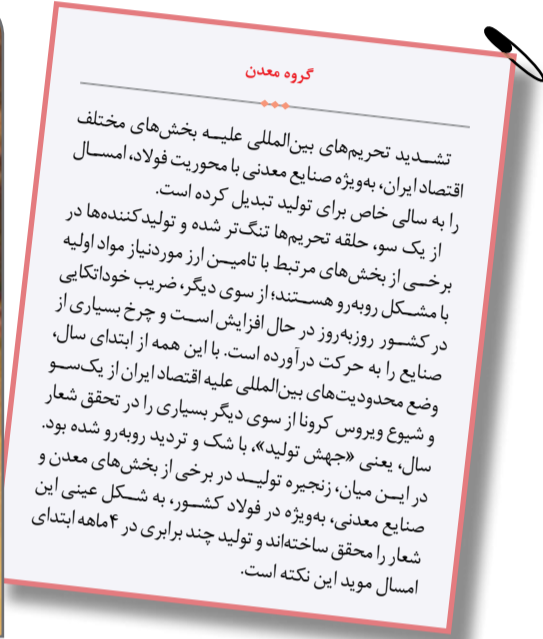 گروه معدن
تشدید تحریم‌های بین‌المللی علیه بخش‌های مختلف
اقتصاد ایران، به‌ویژه صنایع معدنی با محوریت فولاد، امسال
را به سالی خاص برای تولید تبدیل کرده است.
از یک سو، حلقه تحریم‌ها تنگ‌تر شده و تولیدکننده‌ها در
برخی از بخش‌های مرتبط با تامین ارز موردنیاز مواد اولیه
با مشکل روبه‌رو هستند؛ از سوی دیگر، ضریب خوداتکایی
در کشور روزبه‌روز در حال افزایش است و چرخ بسیاری از
صنایع را به حرکت درآورده است. با این همه از ابتدای سال،
وضع محدودیت‌های بین‌المللی علیه اقتصاد ایران از یک‌سو
و شیوع ویروس کرونا از سوی دیگر بسیاری را در تحقق شعار
سال، یعنی «جهش تولید»، با شک و تردید روبه‌رو شده بود.
در این میان، زنجیره تولید در برخی از بخش‌های معدن و
صنایع معدنی، به‌ویژه در فولاد کشور، به شکل عینی این
شعار را محقق ساخته‌اند و تولید چند برابری در ۴ماهه ابتدای
امسال موید این نکته است.